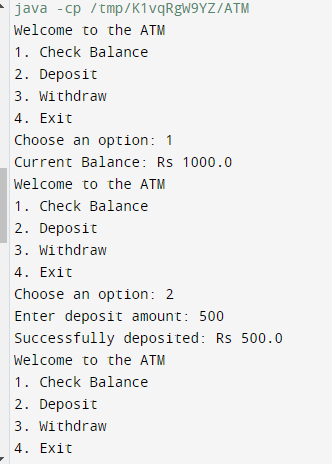 java -cp /tmp/K1vqRgW9YZ/ATM
Welcome to the ATM
1. Check Balance
2. Deposit
3. Withdraw
4. Exit
Choose an option: 1
Current Balance: Rs 1000.0
Welcome to the ATM
1. Check Balance
2. Deposit
3. Withdraw
4. Exit
Choose an option: 2
Enter deposit amount: 500
Successfully deposited: Rs 500.0
Welcome to the ATM
1. Check Balance
2. Deposit
3. Withdraw
4. Exit